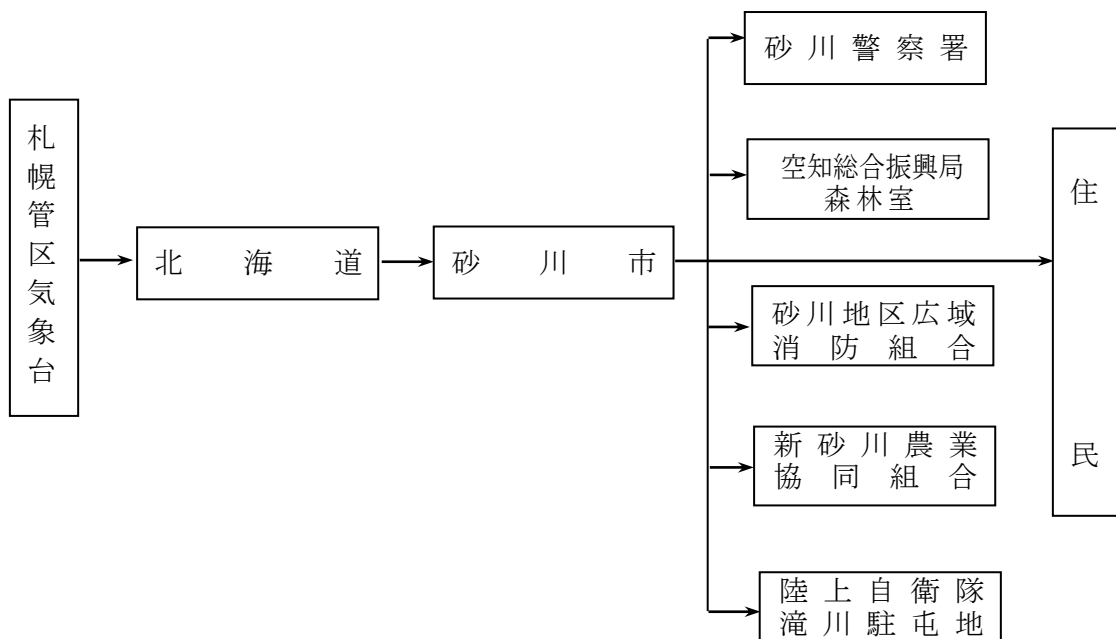 札幌管区気象台
北海道
砂川市
砂川警察署
空知総合振興局
森林室
砂川地区広域
消防組合
新砂川農業
協同組合
陸上自衛隊
滝川駐屯地
住民